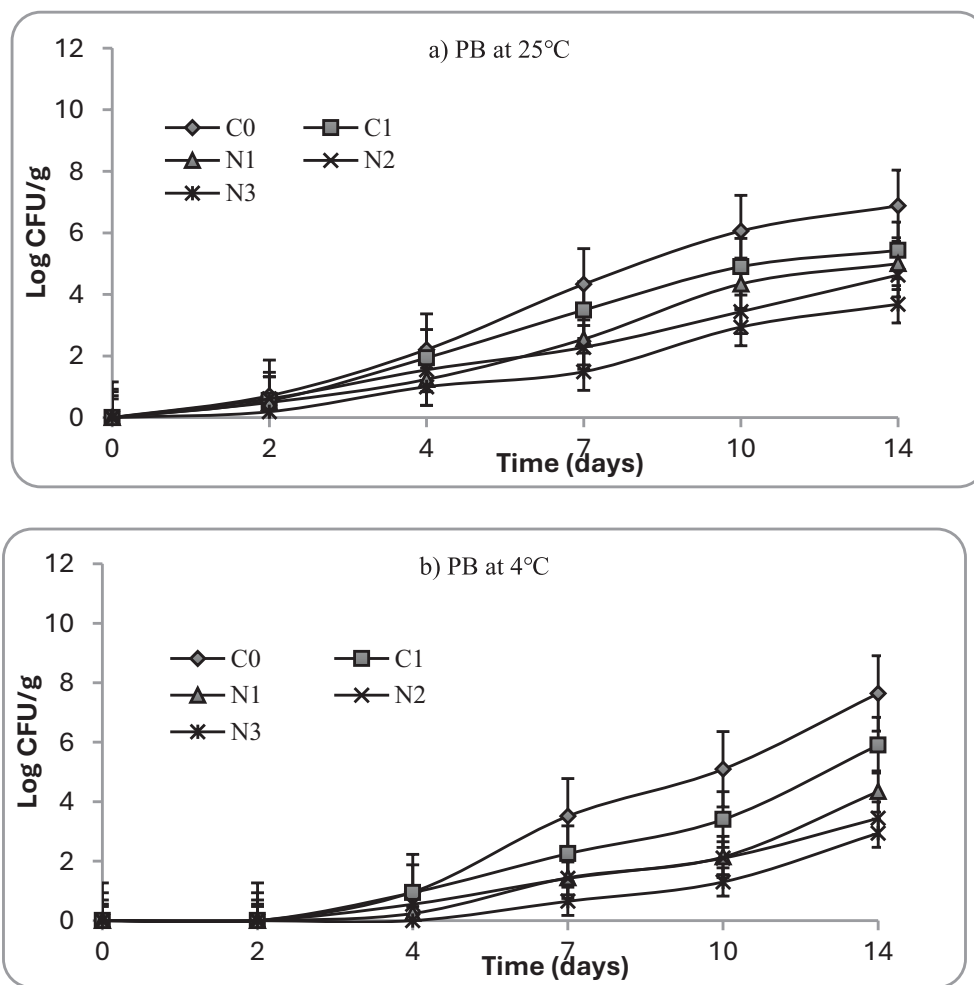 a) PB at 25°C
12
10
8
6
4
2
0
Log CFU/g
C0 C1
N1 N2
N3
0 2 4 7 10 14
Time (days)
b) PB at 4°C
12
10
8
6
4
2
0
Log CFU/g
C0 C1
N1 N2
N3
0 2 4 7 10 14
Time (days)